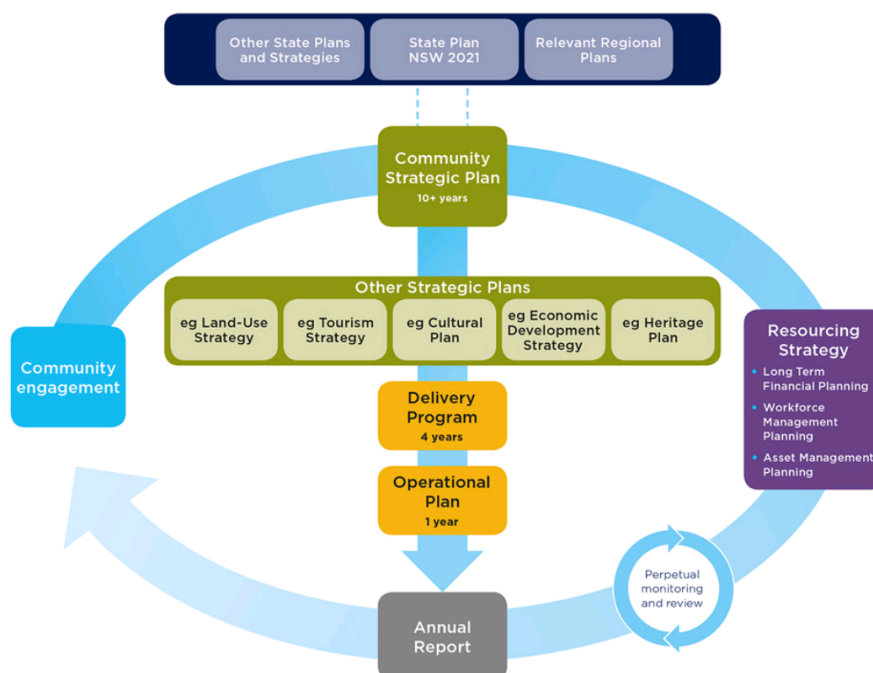 Other State Plans
and Strategies
State Plan
NSW 2021
Relevant Regional
Plans
Community
Strategic Plan
10+ years
Other Strategic Plans
eg Land-Use
Strategy
eg Tourism
Strategy
eg Cultural
Plan
eg Economic
Development
Strategy
eg Heritage
Plan
Community
engagement
Resourcing
Strategy
• Long Term
Financial Planning
• Workforce
Management
Planning
• Asset Management
Planning
Delivery
Program
4 years
Operational
Plan
1 year
Perpetual
monitoring
and review
Annual
Report